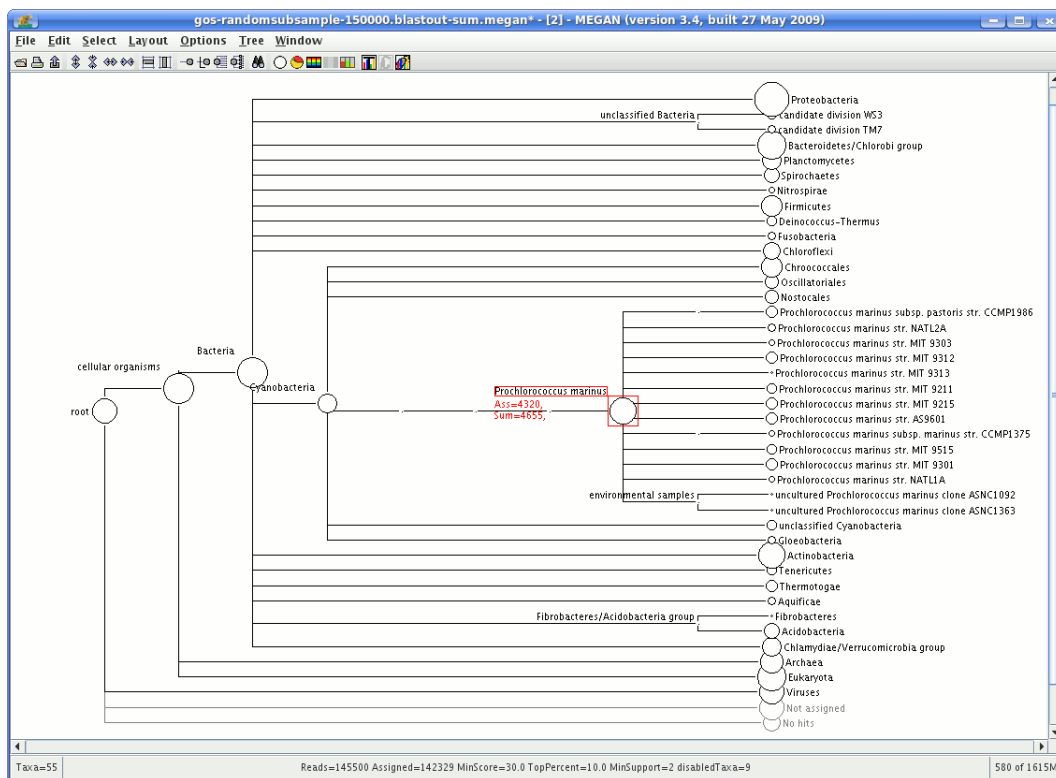 gos-randomsubsample-150000.blastout-sum.megan* - [2] - MEGAN (version 3.4, built 27 May 2009)
File Edit Select Layout Options Tree Window
Proteobacteria
unclassified Bacteria
candidate division WS3
candidate division TM7
Bacteroidetes/Chlorobi group
Planctomycetes
Spirochaetes
Nitrospirae
Firmicutes
Deinococcus-Thermus
Fusobacteria
Chloroflexi
Chroococcales
Oscillatoriales
Nostocales
Prochlorococcus marinus subsp. pastoris str. CCMP1986
Prochlorococcus marinus str. NATL2A
Prochlorococcus marinus str. MIT 9303
Bacteria
Prochlorococcus marinus str. MIT 9312
cellular organisms
Prochlorococcus marinus str. MIT 9313
Cyanobacteria
Prochlorococcus marinus
Prochlorococcus marinus str. MIT 9211
root
Ass=4320,
Sum=4655,
Prochlorococcus marinus str. MIT 9215
Prochlorococcus marinus str. AS9601
Prochlorococcus marinus subsp. marinus str. CCMP1375
Prochlorococcus marinus str. MIT 9515
Prochlorococcus marinus str. MIT 9301
Prochlorococcus marinus str. NATL1A
environmental samples
uncultured Prochlorococcus marinus clone ASNC1092
uncultured Prochlorococcus marinus clone ASNC1363
unclassified Cyanobacteria
Gloeobacteria
Actinobacteria
Tenericutes
Thermotogae
Aquificae
Fibrobacteres/Acidobacteria group
Fibrobacteres
Acidobacteria
Chlamydiae/Verrucomicrobia group
Archaea
Eukaryota
Viruses
Not assigned
No hits
Taxa=55
Reads=145500 Assigned=142329 MinScore=30.0 TopPercent=10.0 MinSupport=2 disabledTaxa=9
580 of 1615M